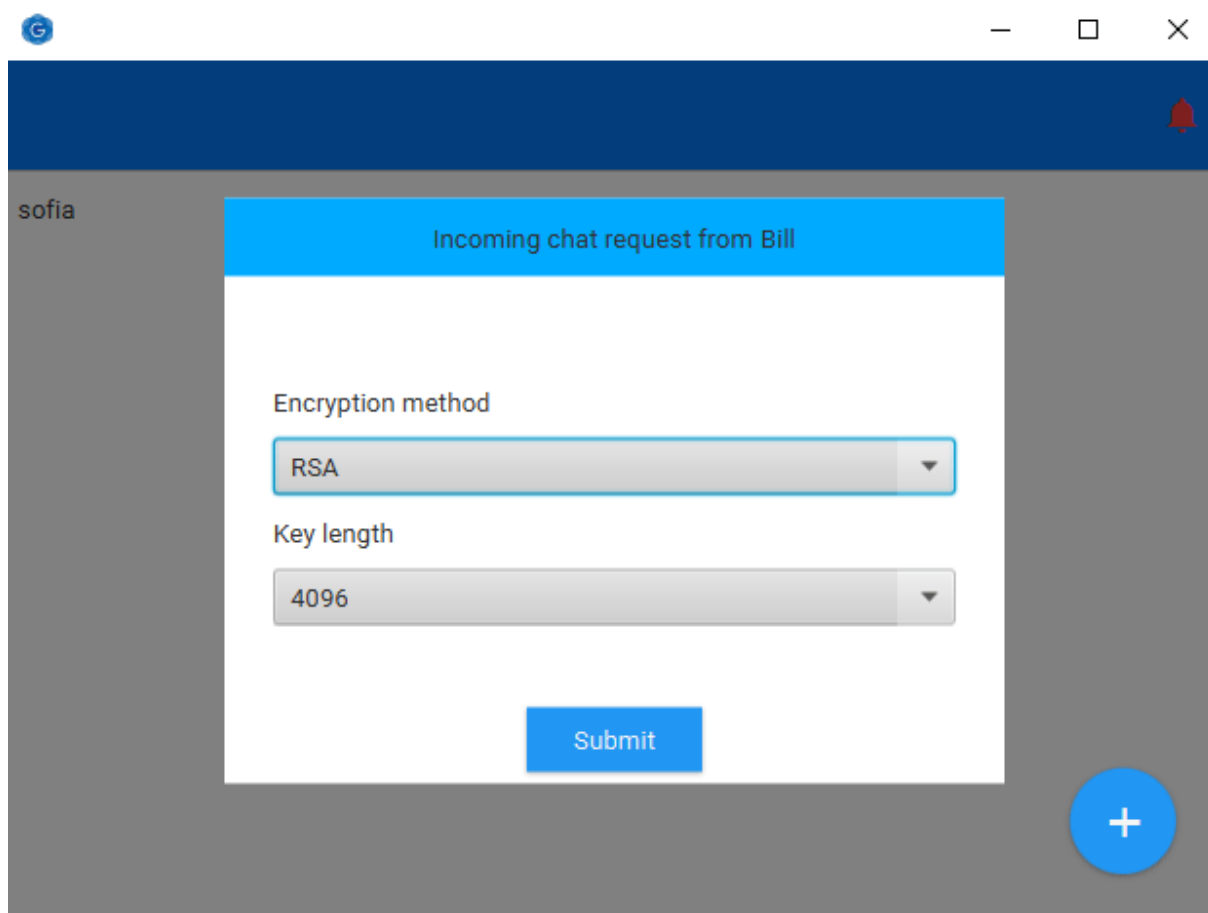 G
sofia
Incoming chat request from Bill
Encryption method
RSA
Key length
4096
Submit
+